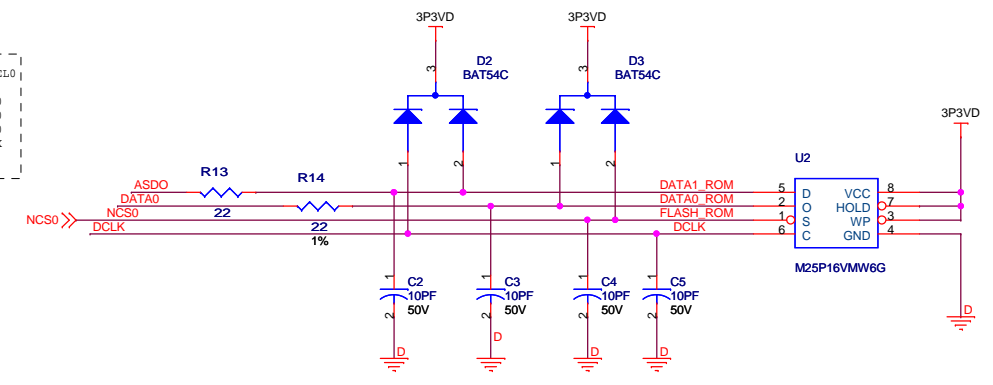 3P3VD
3P3VD
CL0
D2
BAT54C
D3
BAT54C
3
3
3P3VD
1
2
1
2
U2
R13
R14
ASDO
DATA1_ROM
5
D
VCC
8
DATA0
DATA0_ROM
2
O
HOLD
7
NCS0
NCS0
22
FLASH_ROM
1
S
WP
3
DCLK
22
DCLK
6
C
GND
4
1%
M25P16VMW6G
1
C2
10PF
50V
2
1
C3
10PF
50V
2
1
C4
10PF
50V
2
1
C5
10PF
50V
2
D
D
D
D
D